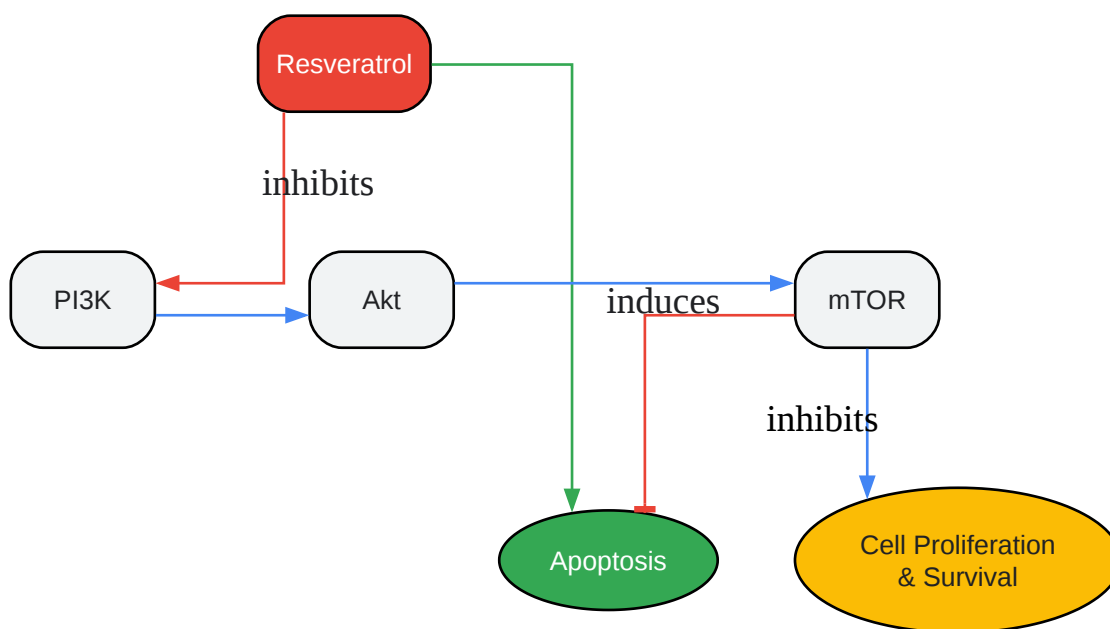 Resveratrol
inhibits
PI3K
Akt
induces
mTOR
inhibits
Apoptosis
Cell Proliferation
& Survival